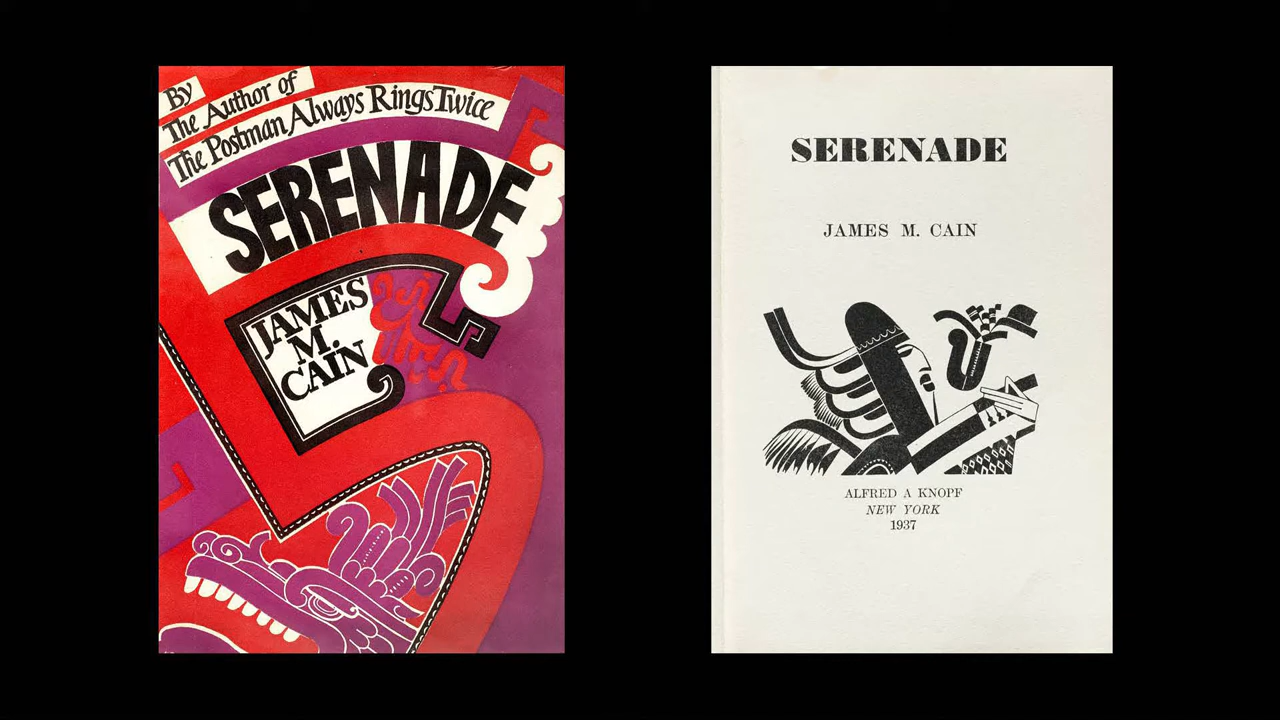 By
The Author of
The Postman Always Rings Twice
SERENADE
JAMES
M.
CAIN
SERENADE
JAMES M. CAIN
ALFRED A KNOPF
NEW YORK
1937